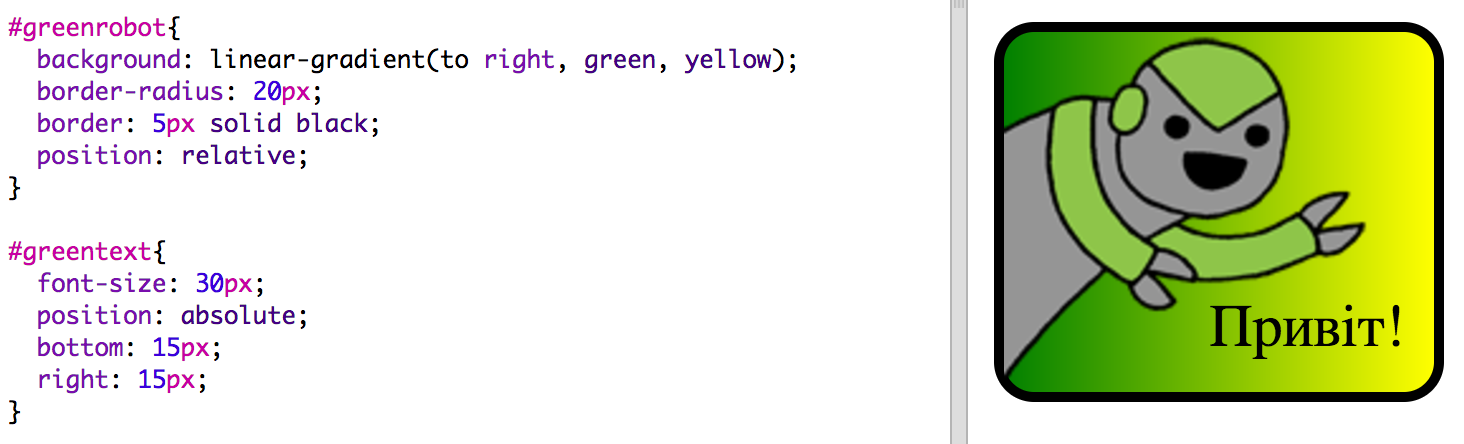 #greenrobot{
  background: linear-gradient(to right, green, yellow);
  border-radius: 20px;
  border: 5px solid black;
  position: relative;
}

#greentext{
  font-size: 30px;
  position: absolute;
  bottom: 15px;
  right: 15px;
}
Привіт!